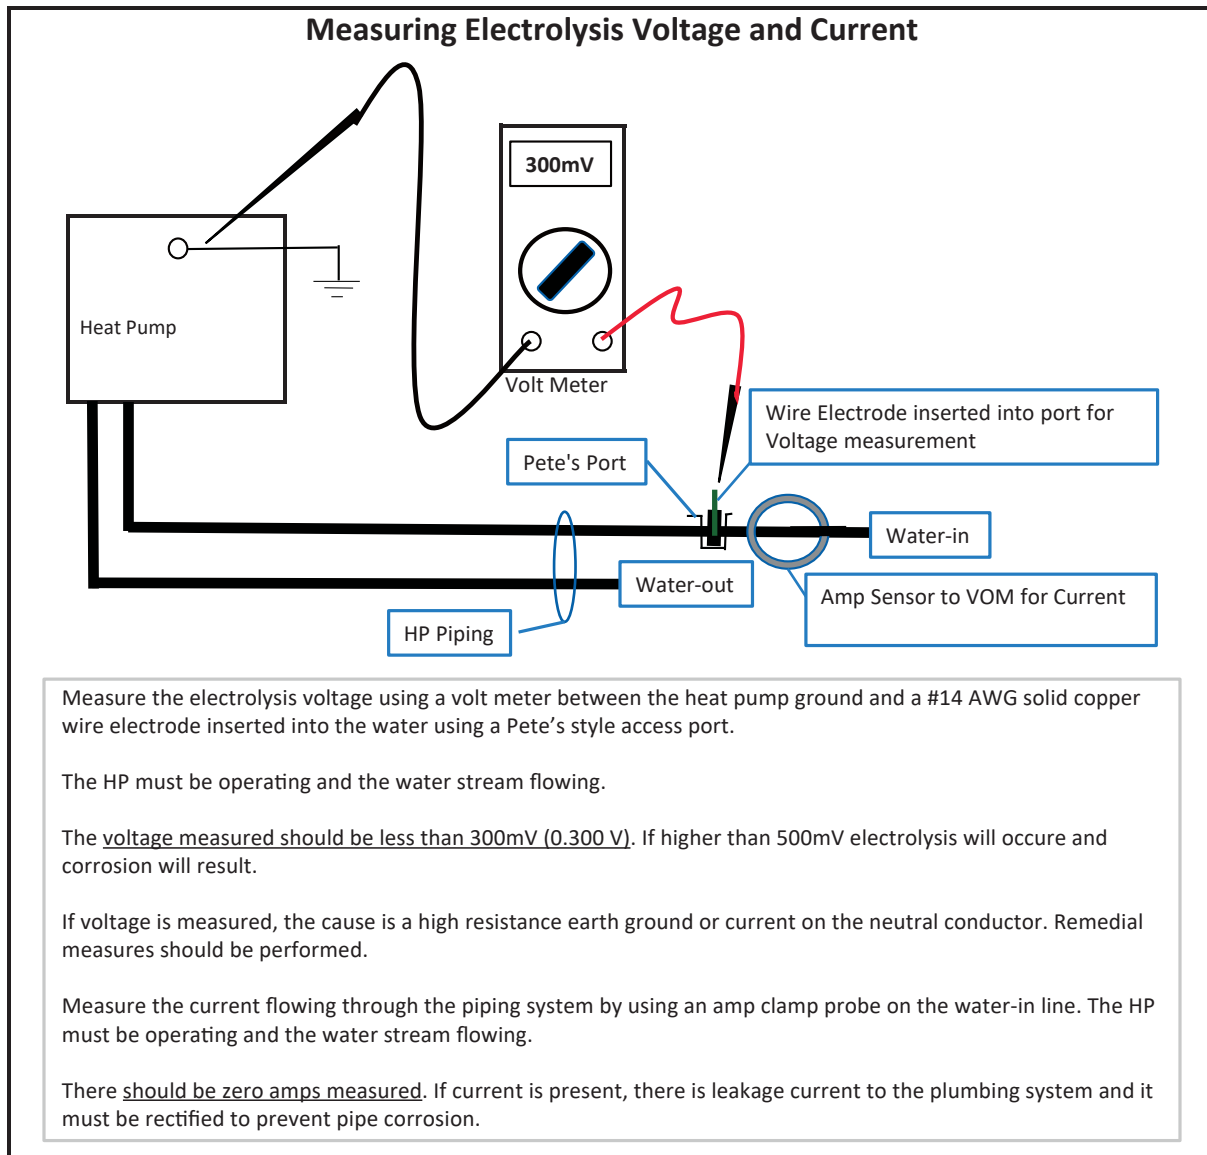 Measuring Electrolysis Voltage and Current
300mV
Heat Pump
Volt Meter
Wire Electrode inserted into port for
Voltage measurement
Pete's Port
Water-in
Water-out
Amp Sensor to VOM for Current
HP Piping
Measure the electrolysis voltage using a volt meter between the heat pump ground and a #14 AWG solid copper
wire electrode inserted into the water using a Pete’s style access port.
The HP must be operating and the water stream flowing.
The voltage measured should be less than 300mV (0.300 V). If higher than 500mV electrolysis will occure and
corrosion will result.
If voltage is measured, the cause is a high resistance earth ground or current on the neutral conductor. Remedial
measures should be performed.
Measure the current flowing through the piping system by using an amp clamp probe on the water-in line. The HP
must be operating and the water stream flowing.
There should be zero amps measured. If current is present, there is leakage current to the plumbing system and it
must be rectified to prevent pipe corrosion.